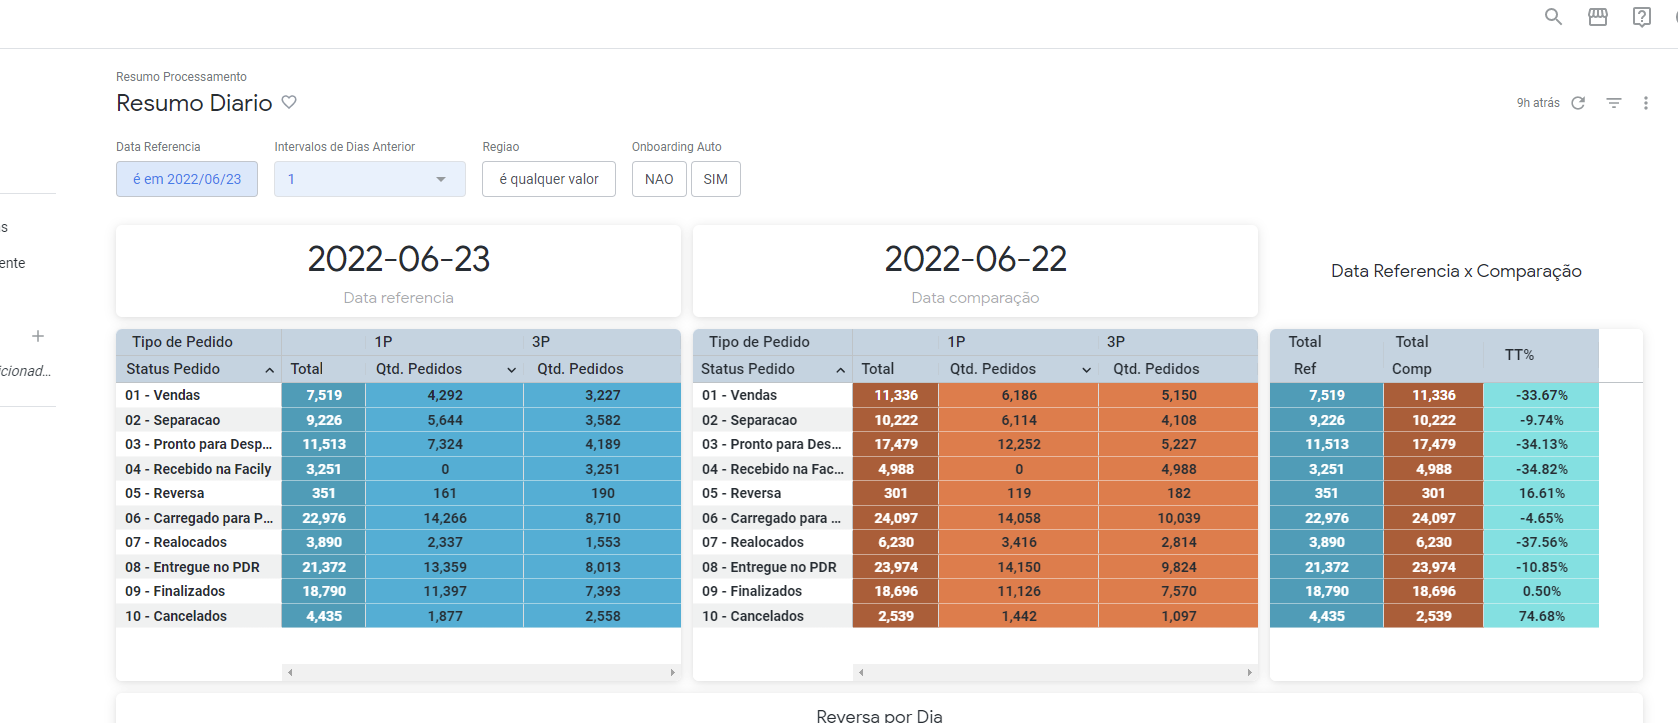 Resumo Processamento
Resumo Diario
9h atrás
Data Referencia Intervalos de Dias Anterior Regiao Onboarding Auto
é em 2022/06/23 1 é qualquer valor NAO SIM
s
ente
icionad...
2022-06-23
Data referencia
2022-06-22
Data comparação
Data Referencia x Comparação
Tipo de Pedido 1P 3P
Status Pedido Total Qtd. Pedidos Qtd. Pedidos
01 - Vendas 7,519 4,292 3,227
02 - Separacao 9,226 5,644 3,582
03 - Pronto para Desp... 11,513 7,324 4,189
04 - Recebido na Facily 3,251 0 3,251
05 - Reversa 351 161 190
06 - Carregado para P... 22,976 14,266 8,710
07 - Realocados 3,890 2,337 1,553
08 - Entregue no PDR 21,372 13,359 8,013
09 - Finalizados 18,790 11,397 7,393
10 - Cancelados 4,435 1,877 2,558
Tipo de Pedido 1P 3P
Status Pedido Total Qtd. Pedidos Qtd. Pedidos
01 - Vendas 11,336 6,186 5,150
02 - Separacao 10,222 6,114 4,108
03 - Pronto para Des... 17,479 12,252 5,227
04 - Recebido na Fac... 4,988 0 4,988
05 - Reversa 301 119 182
06 - Carregado para ... 24,097 14,058 10,039
07 - Realocados 6,230 3,416 2,814
08 - Entregue no PDR 23,974 14,150 9,824
09 - Finalizados 18,696 11,126 7,570
10 - Cancelados 2,539 1,442 1,097
Total Total TT%
Ref Comp
7,519 11,336 -33.67%
9,226 10,222 -9.74%
11,513 17,479 -34.13%
3,251 4,988 -34.82%
351 301 16.61%
22,976 24,097 -4.65%
3,890 6,230 -37.56%
21,372 23,974 -10.85%
18,790 18,696 0.50%
4,435 2,539 74.68%
Reversa por Dia